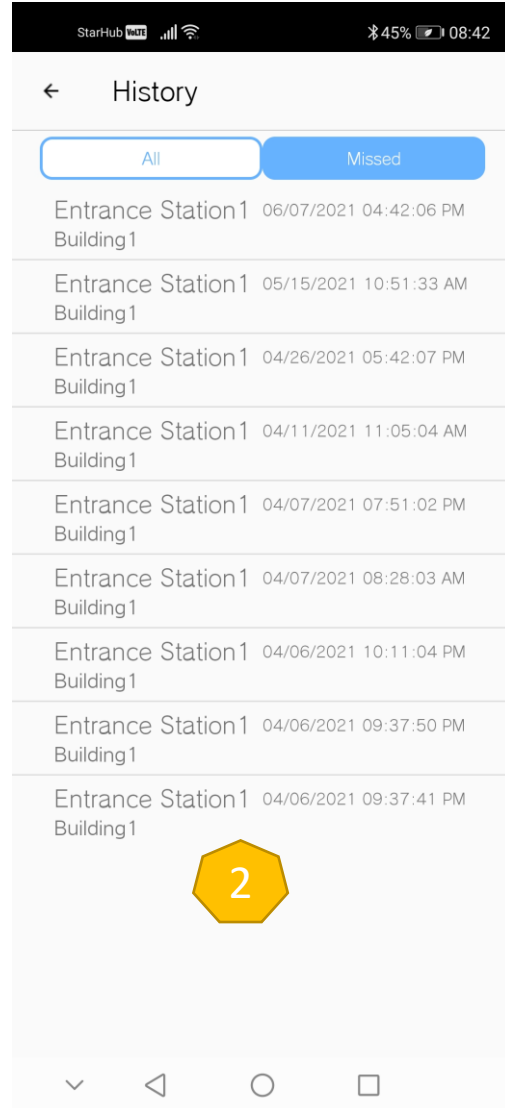 StarHub VoLTE 45% 08:42
History
All Missed
Entrance Station1 06/07/2021 04:42:06 PM
Building1
Entrance Station1 05/15/2021 10:51:33 AM
Building1
Entrance Station1 04/26/2021 05:42:07 PM
Building1
Entrance Station1 04/11/2021 11:05:04 AM
Building1
Entrance Station1 04/07/2021 07:51:02 PM
Building1
Entrance Station1 04/07/2021 08:28:03 AM
Building1
Entrance Station1 04/06/2021 10:11:04 PM
Building1
Entrance Station1 04/06/2021 09:37:50 PM
Building1
Entrance Station1 04/06/2021 09:37:41 PM
Building1
2